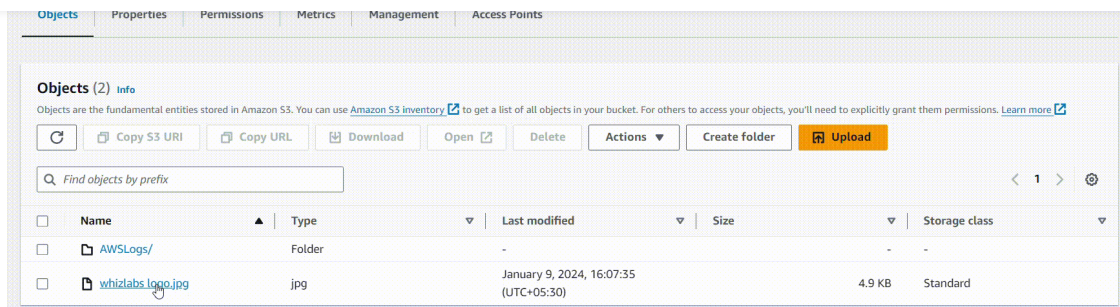 Objects Properties Permissions Metrics Management Access Points
Objects (2) Info
Objects are the fundamental entities stored in Amazon S3. You can use Amazon S3 inventory to get a list of all objects in your bucket. For others to access your objects, you'll need to explicitly grant them permissions. Learn more
Copy S3 URI Copy URL Download Open Delete Actions Create folder Upload
Find objects by prefix 1
Name Type Last modified Size Storage class
AWSLogs/ Folder - - -
whizlabs logo.jpg jpg January 9, 2024, 16:07:35 (UTC+05:30) 4.9 KB Standard